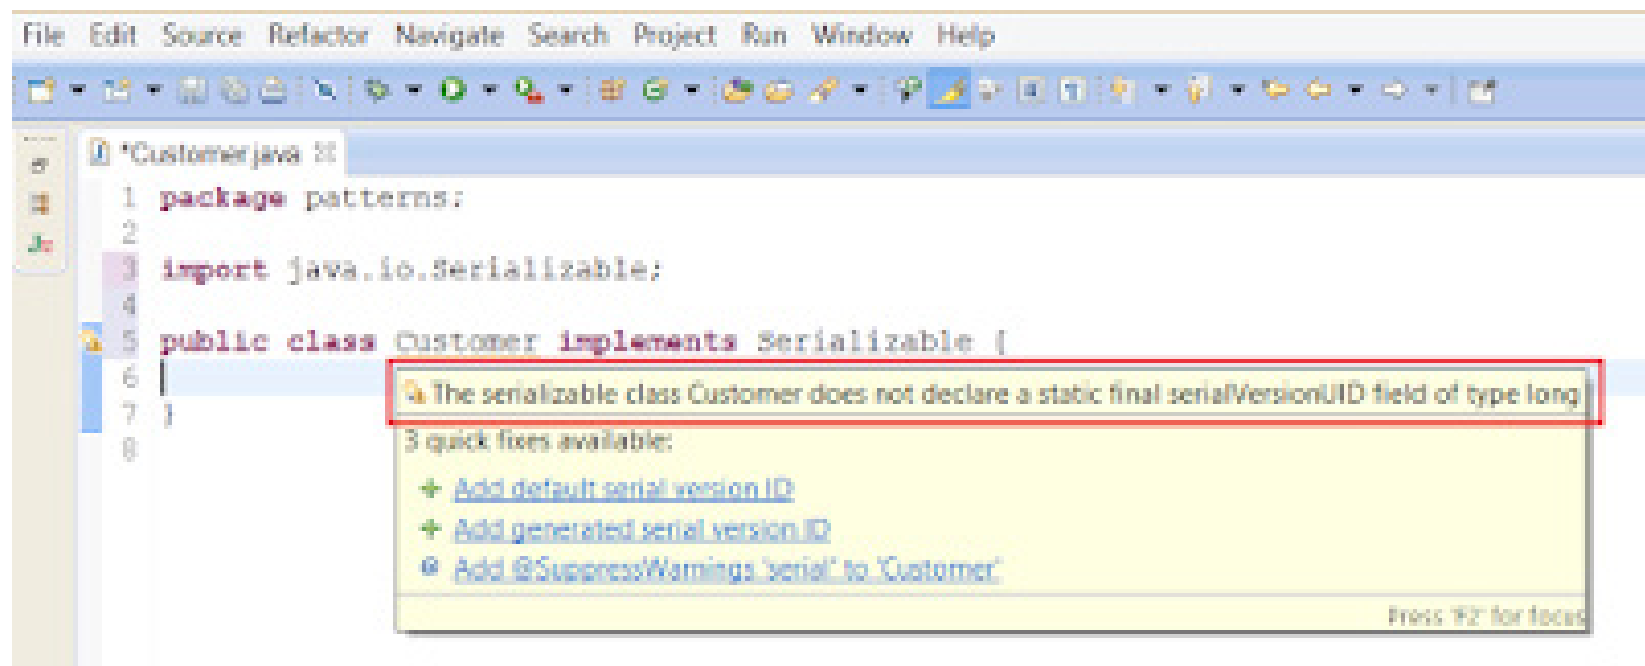 File Edit Source Refactor Navigate Search Project Run Window Help
*Customer.java
1 package patterns;
2
3 import java.io.Serializable;
4
5 public class Customer implements Serializable {
6
7 }
8
The serializable class Customer does not declare a static final serialVersionUID field of type long
3 quick fixes available:
Add default serial version ID
Add generated serial version ID
Add @SuppressWarnings 'serial' to 'Customer'
Press 'F2' for focus